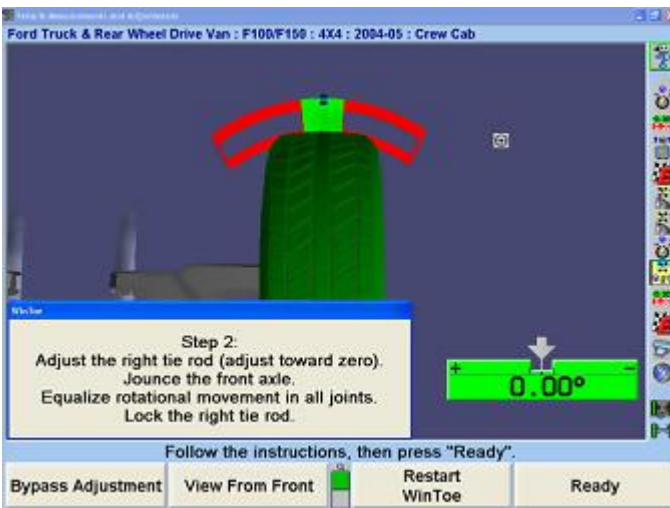 Ford Truck & Rear Wheel Drive Van : F100/F150 : 4X4 : 2004-05 : Crew Cab
WinToe
Step 2:
Adjust the right tie rod (adjust toward zero).
Jounce the front axle.
Equalize rotational movement in all joints.
Lock the right tie rod.
+ -
0.00°
Follow the instructions, then press "Ready".
Bypass Adjustment
View From Front
Restart
WinToe
Ready